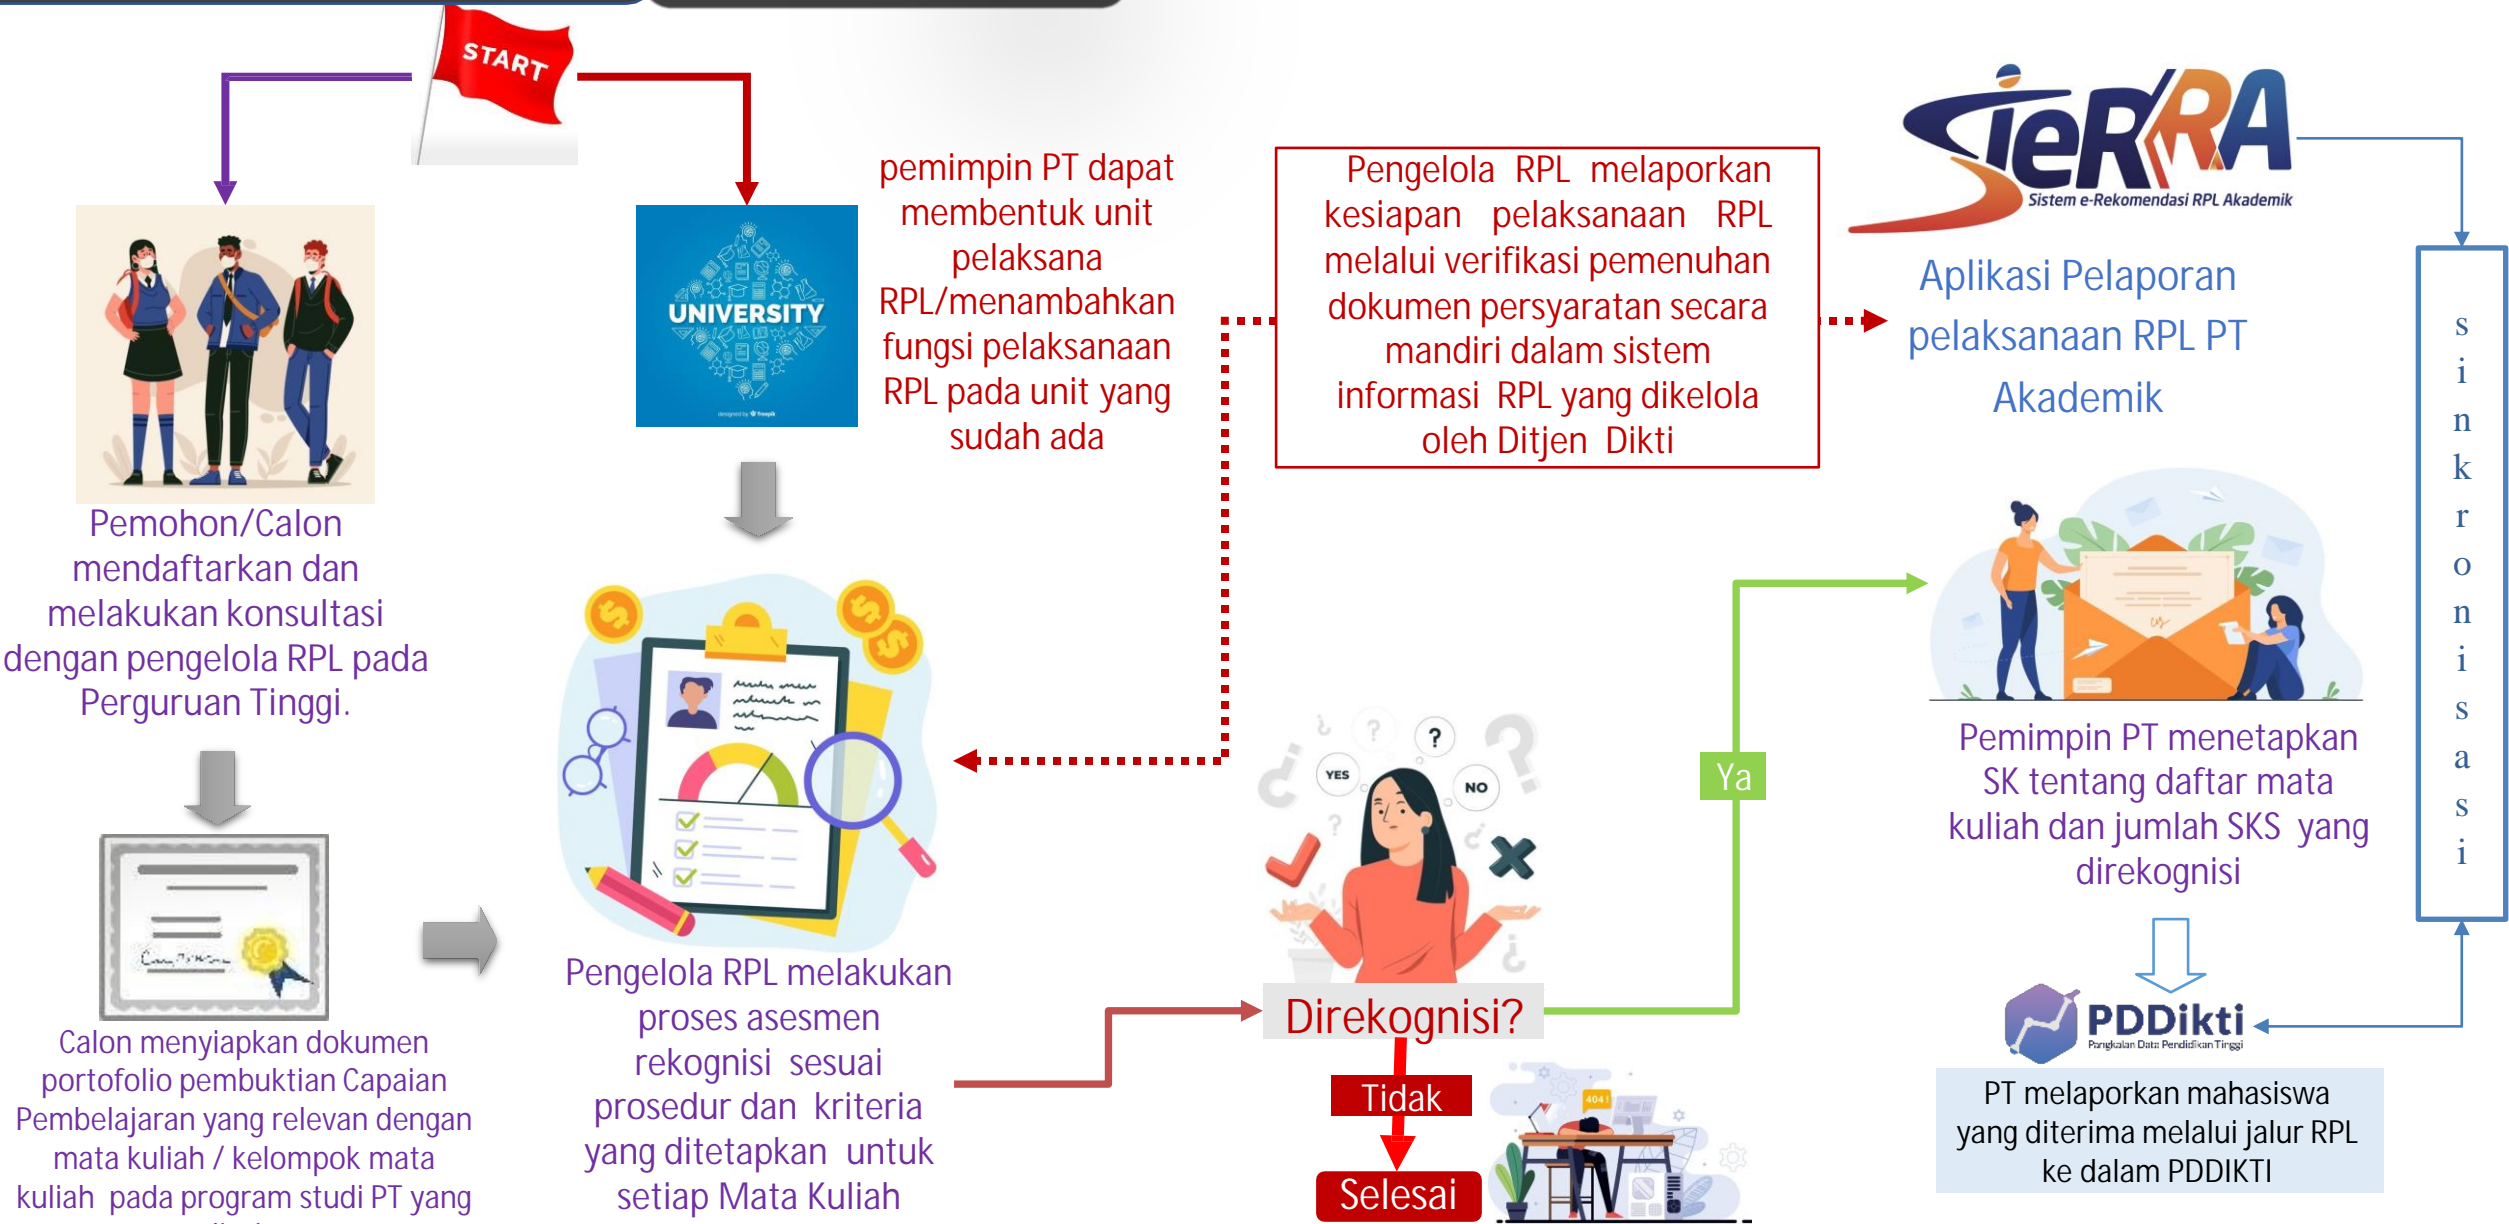 START
Pemohon/Calon
mendaftarkan dan
melakukan konsultasi
dengan pengelola RPL pada
Perguruan Tinggi.
Calon menyiapkan dokumen
portofolio pembuktian Capaian
Pembelajaran yang relevan dengan
mata kuliah / kelompok mata
kuliah pada program studi PT yang
UNIVERSITY
designed by freepik
pemimpin PT dapat
membentuk unit
pelaksana
RPL/menambahkan
fungsi pelaksanaan
RPL pada unit yang
sudah ada
Pengelola RPL melakukan
proses asesmen
rekognisi sesuai
prosedur dan kriteria
yang ditetapkan untuk
setiap Mata Kuliah
Pengelola RPL melaporkan
kesiapan pelaksanaan RPL
melalui verifikasi pemenuhan
dokumen persyaratan secara
mandiri dalam sistem
informasi RPL yang dikelola
oleh Ditjen Dikti
SieRRA
Sistem e-Rekomendasi RPL Akademik
Aplikasi Pelaporan
pelaksanaan RPL PT
Akademik
sinkronisasi
? ? ?
YES
NO
Direkognisi?
Ya
Tidak
Selesai
404 !
Pemimpin PT menetapkan
SK tentang daftar mata
kuliah dan jumlah SKS yang
direkognisi
PDDikti
Pangkalan Data Pendidikan Tinggi
PT melaporkan mahasiswa
yang diterima melalui jalur RPL
ke dalam PDDIKTI